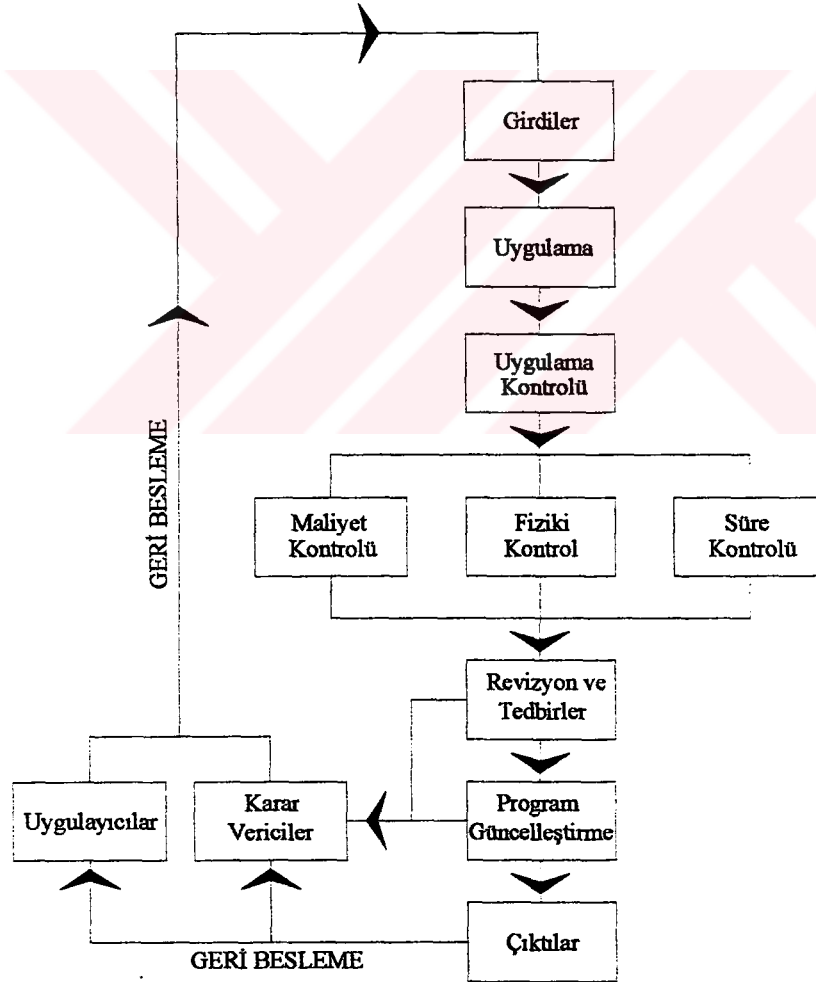 Girdiler
Uygulama
Uygulama
Kontrolü
GERİ BESLEME
Maliyet
Kontrolü
Fiziki
Kontrol
Süre
Kontrolü
Revizyon ve
Tedbirler
Uygulayıcılar
Karar
Vericiler
Program
Güncelleştirme
Çıktılar
GERİ BESLEME